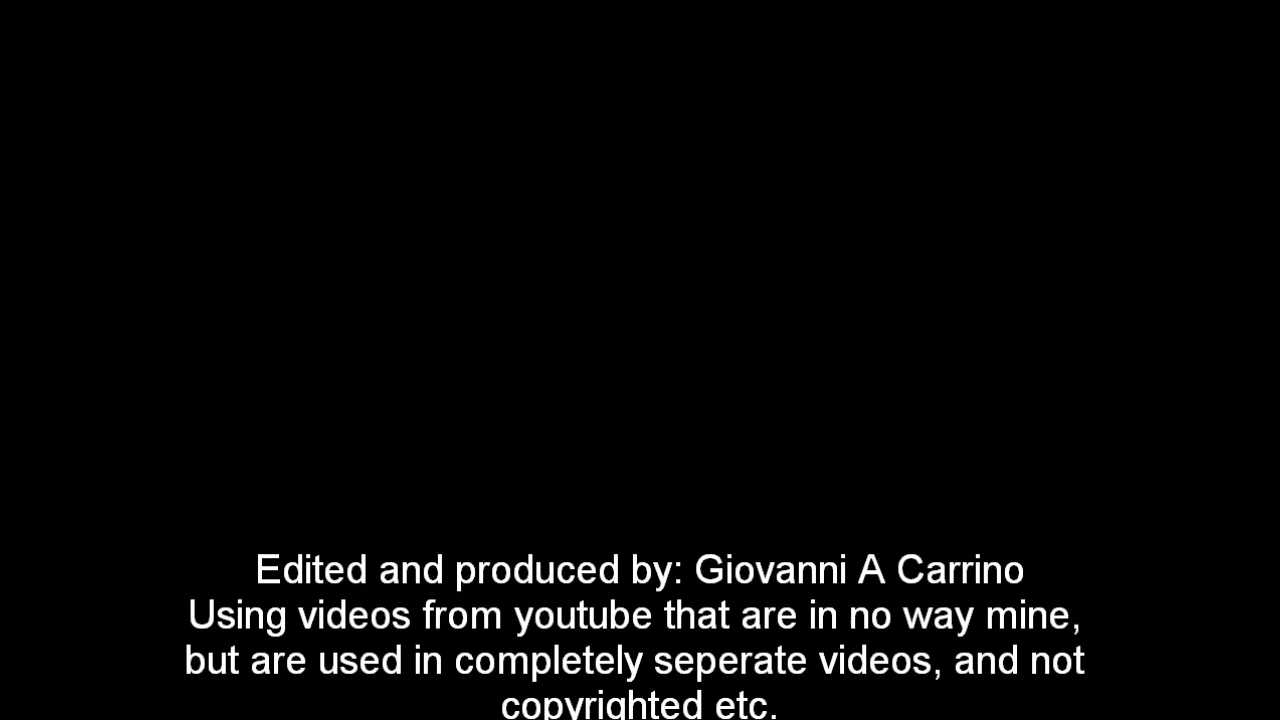 Edited and produced by: Giovanni A Carrino
Using videos from youtube that are in no way mine,
but are used in completely seperate videos, and not
copyrighted etc.